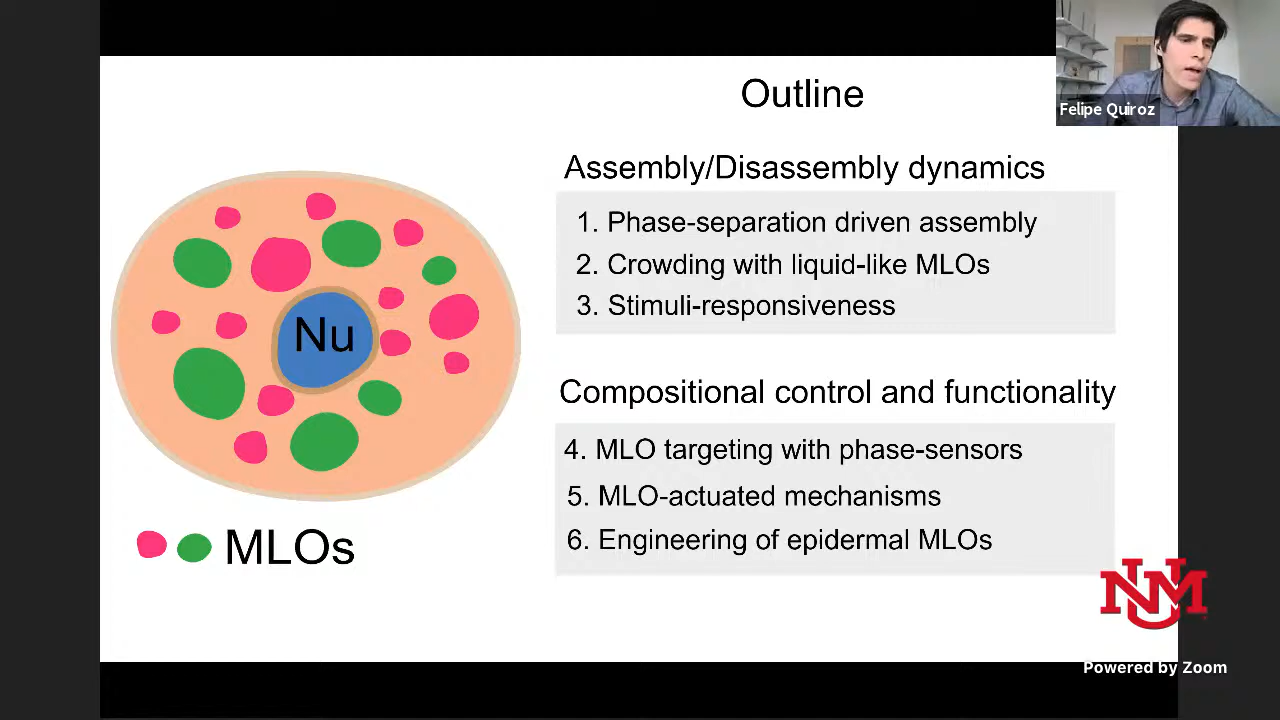 Outline
Felipe Quiroz
Assembly/Disassembly dynamics
1. Phase-separation driven assembly
2. Crowding with liquid-like MLOs
3. Stimuli-responsiveness
Nu
Compositional control and functionality
4. MLO targeting with phase-sensors
5. MLO-actuated mechanisms
6. Engineering of epidermal MLOs
MLOs
UNM
Powered by Zoom